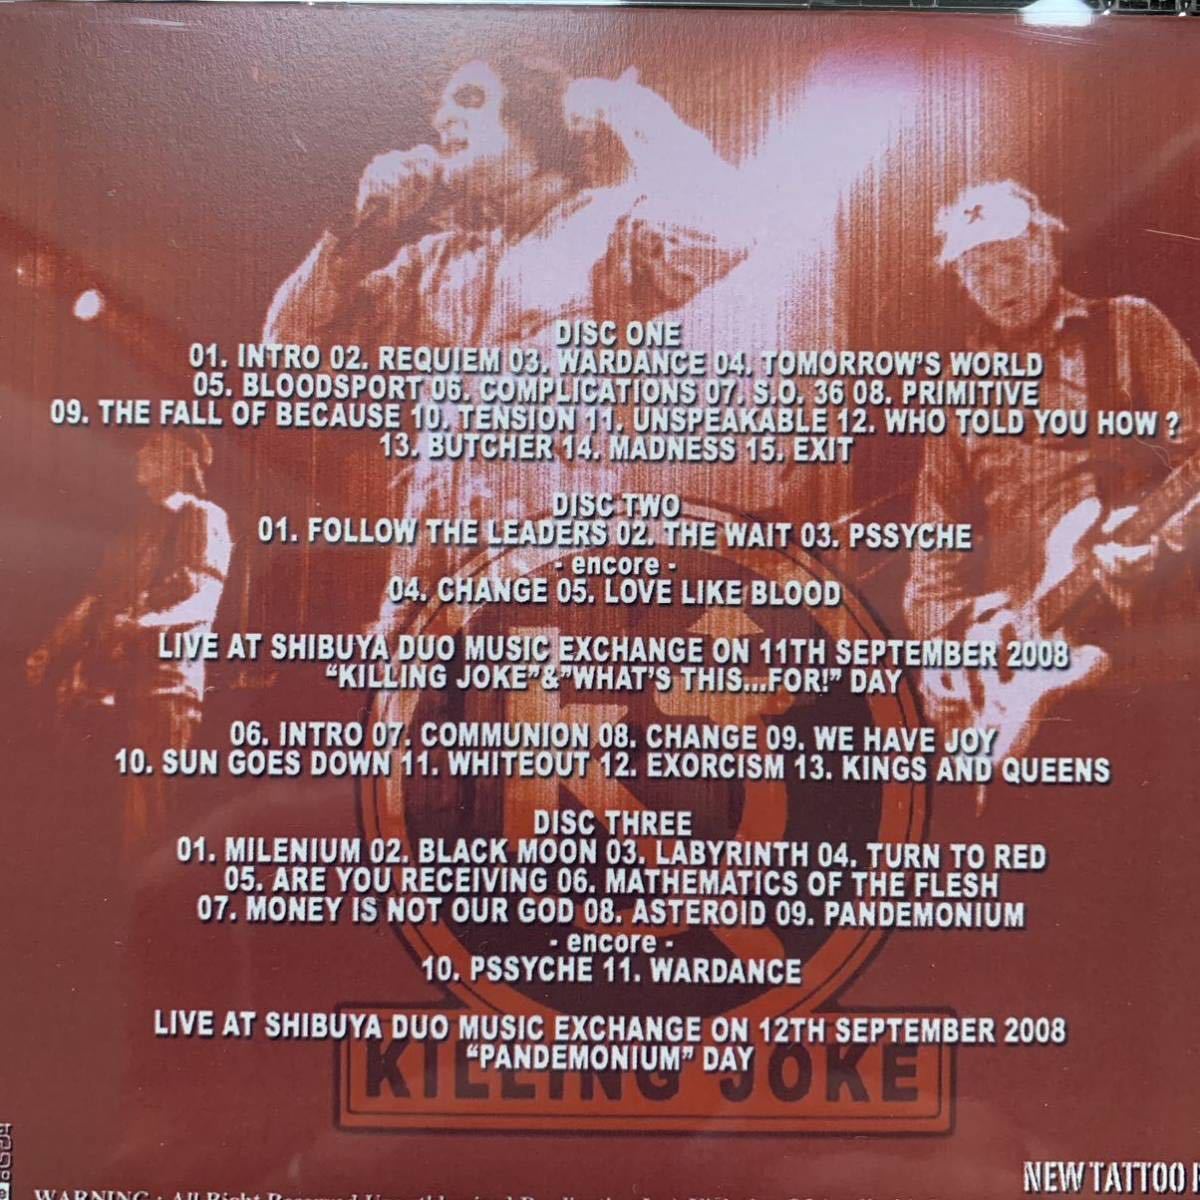 DISC ONE
01. INTRO 02. REQUIEM 03. WARDANCE 04. TOMORROW'S WORLD
05. BLOODSPORT 06. COMPLICATIONS 07. S.O. 36 08. PRIMITIVE
09. THE FALL OF BECAUSE 10. TENSION 11. UNSPEAKABLE 12. WHO TOLD YOU HOW ?
13. BUTCHER 14. MADNESS 15. EXIT
DISC TWO
01. FOLLOW THE LEADERS 02. THE WAIT 03. PSSYCHE
- encore -
04. CHANGE 05. LOVE LIKE BLOOD
LIVE AT SHIBUYA DUO MUSIC EXCHANGE ON 11TH SEPTEMBER 2008
“KILLING JOKE”&”WHAT'S THIS...FOR!” DAY
06. INTRO 07. COMMUNION 08. CHANGE 09. WE HAVE JOY
10. SUN GOES DOWN 11. WHITEOUT 12. EXORCISM 13. KINGS AND QUEENS
DISC THREE
01. MILENIUM 02. BLACK MOON 03. LABYRINTH 04. TURN TO RED
05. ARE YOU RECEIVING 06. MATHEMATICS OF THE FLESH
07. MONEY IS NOT OUR GOD 08. ASTEROID 09. PANDEMONIUM
- encore -
10. PSSYCHE 11. WARDANCE
LIVE AT SHIBUYA DUO MUSIC EXCHANGE ON 12TH SEPTEMBER 2008
“PANDEMONIUM” DAY
KILLING JOKE
NEW TATTOO
WARNING : All Right Reserved